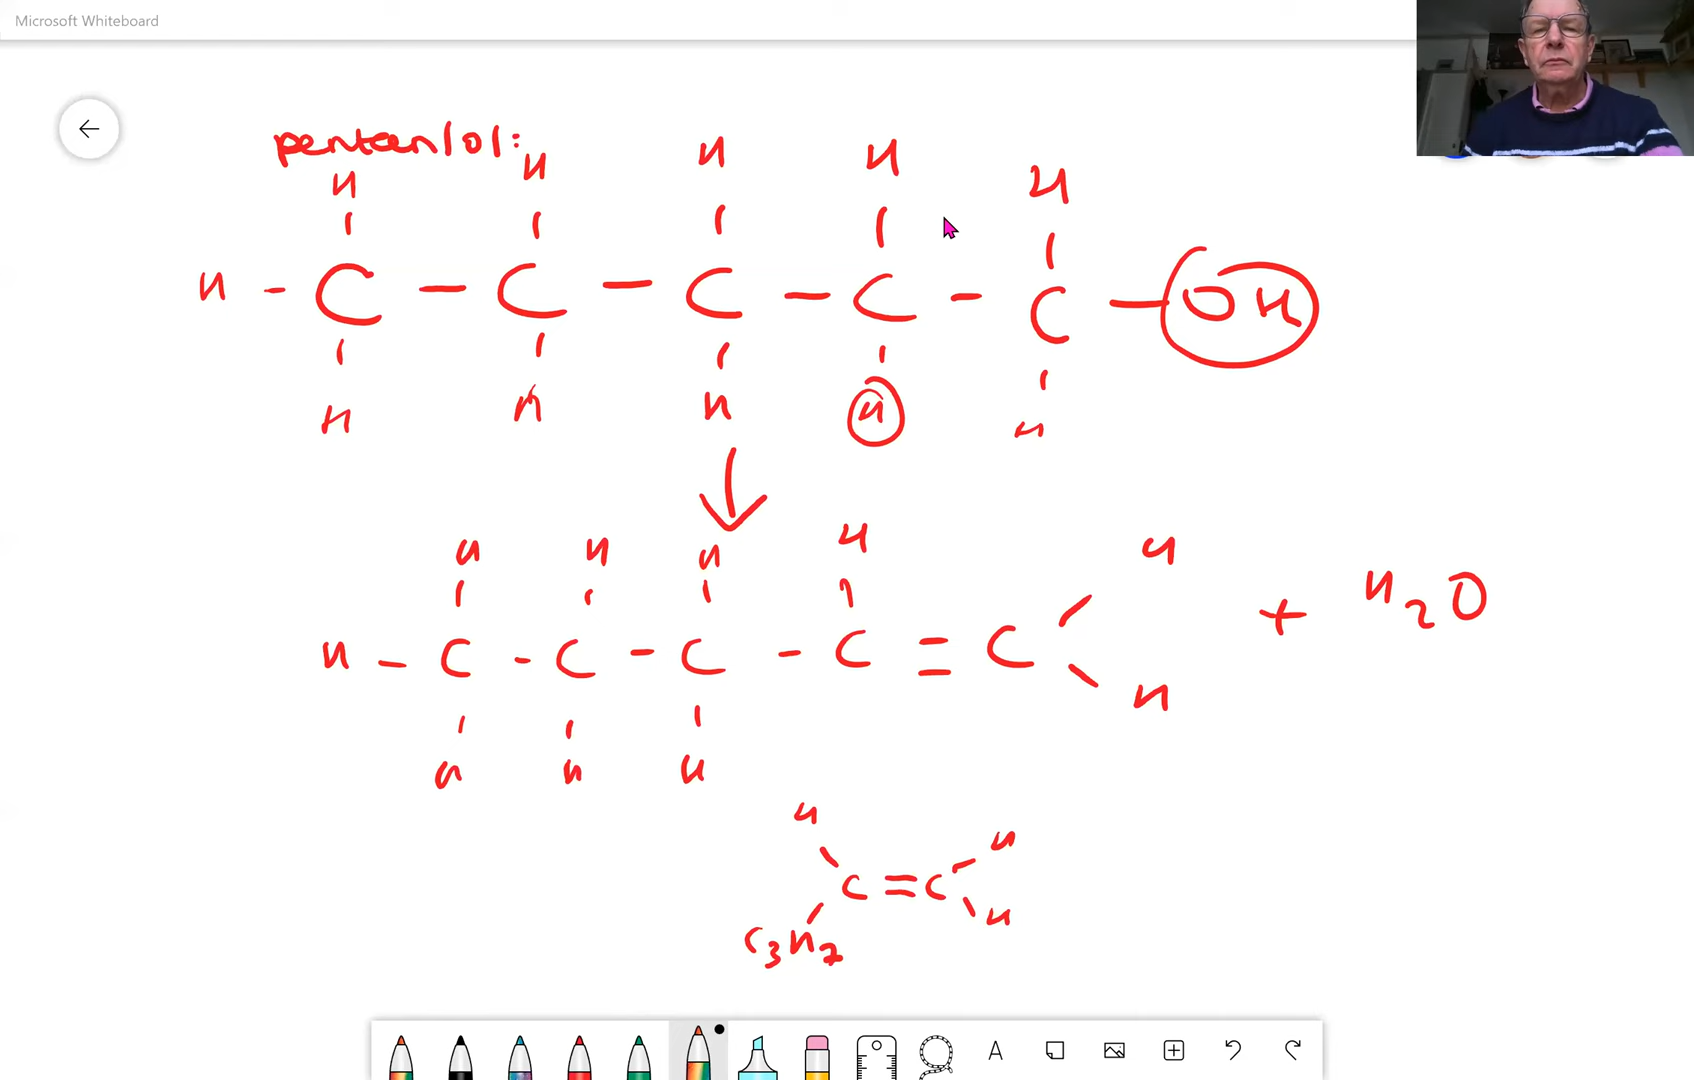 Microsoft Whiteboard
pentan1ol:
H H H H H
H - C - C - C - C - C - OH
H H H H H
H H H H H
H - C - C - C - C = C + H2O
H H H H
H H
C = C
C3H7 H
A